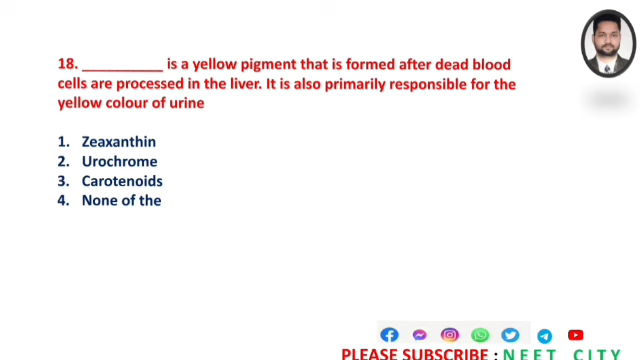 18. __________ is a yellow pigment that is formed after dead blood
cells are processed in the liver. It is also primarily responsible for the
yellow colour of urine
1. Zeaxanthin
2. Urochrome
3. Carotenoids
4. None of the
PLEASE SUBSCRIBE : NEET CITY